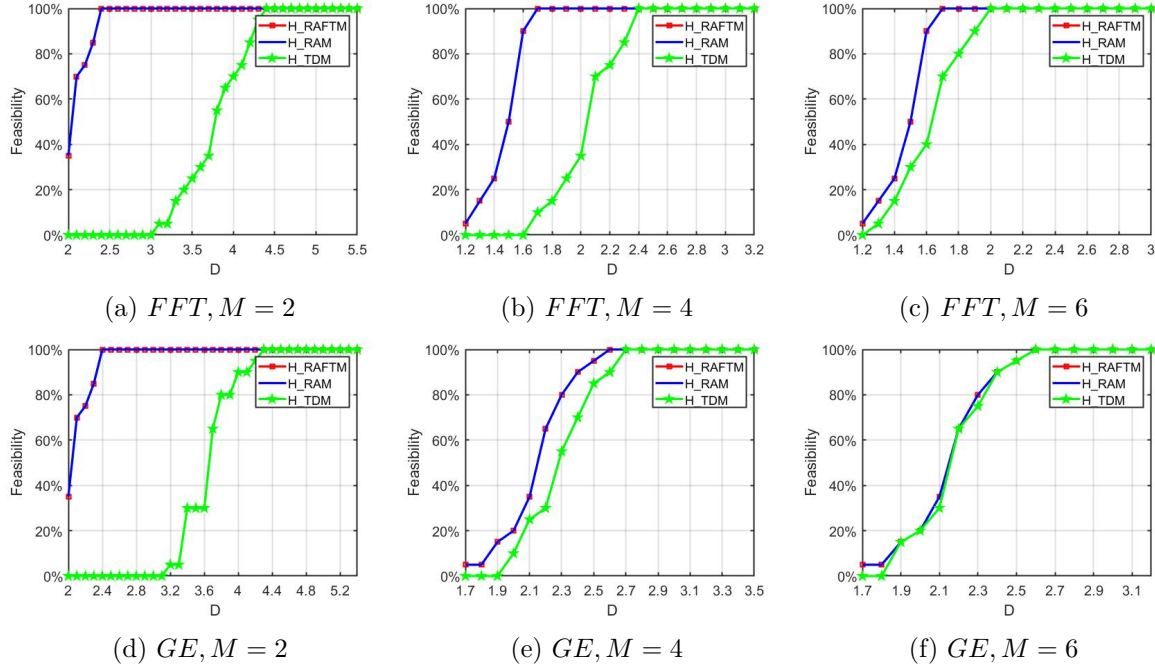 100%
80%
60%
40%
20%
0%
Feasibility
H_RAFTM
H_RAM
H_TDM
2 2.5 3 3.5 4 4.5 5 5.5
D
(a) FFT, M = 2
100%
80%
60%
40%
20%
0%
Feasibility
H_RAFTM
H_RAM
H_TDM
1.2 1.4 1.6 1.8 2 2.2 2.4 2.6 2.8 3 3.2
D
(b) FFT, M = 4
100%
80%
60%
40%
20%
0%
Feasibility
H_RAFTM
H_RAM
H_TDM
1.2 1.4 1.6 1.8 2 2.2 2.4 2.6 2.8 3
D
(c) FFT, M = 6
100%
80%
60%
40%
20%
0%
Feasibility
H_RAFTM
H_RAM
H_TDM
2 2.4 2.8 3.2 3.6 4 4.4 4.8 5.2
D
(d) GE, M = 2
100%
80%
60%
40%
20%
0%
Feasibility
H_RAFTM
H_RAM
H_TDM
1.7 1.9 2.1 2.3 2.5 2.7 2.9 3.1 3.3 3.5
D
(e) GE, M = 4
100%
80%
60%
40%
20%
0%
Feasibility
H_RAFTM
H_RAM
H_TDM
1.7 1.9 2.1 2.3 2.5 2.7 2.9 3.1
D
(f) GE, M = 6